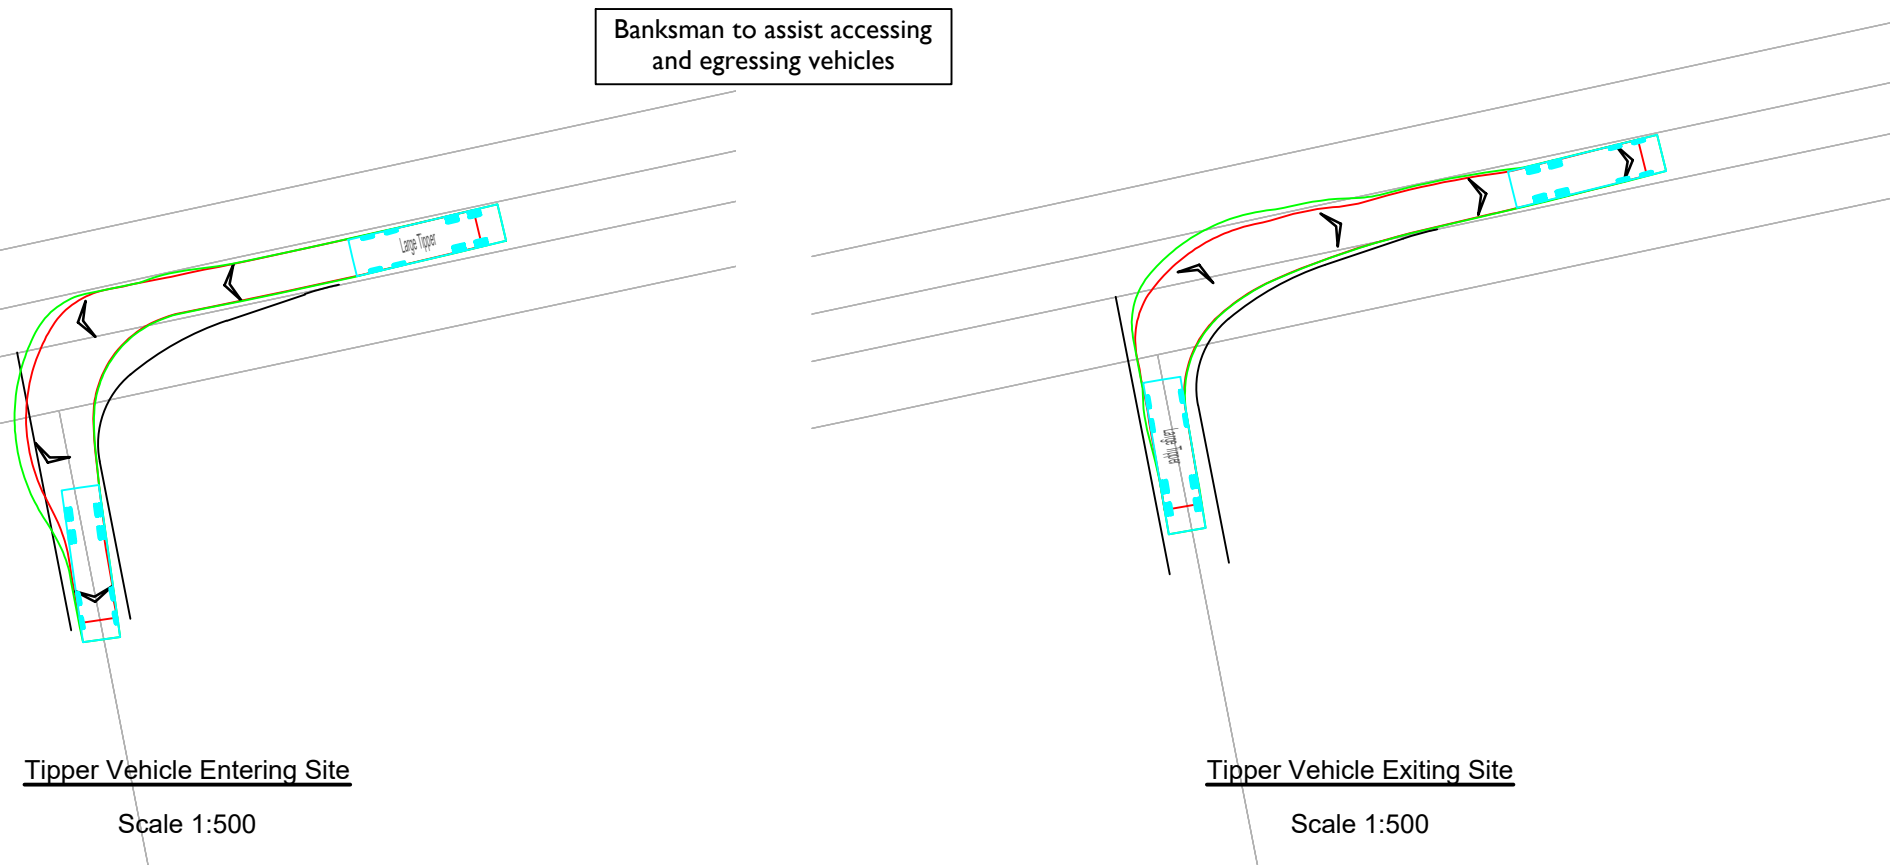 Banksman to assist accessing
and egressing vehicles
Large Tipper
Large Tipper
Tipper Vehicle Entering Site
Scale 1:500
Tipper Vehicle Exiting Site
Scale 1:500